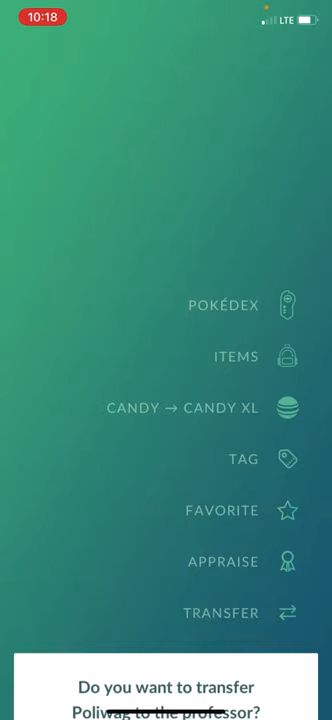 10:18
LTE
POKÉDEX
ITEMS
CANDY → CANDY XL
TAG
FAVORITE
APPRAISE
TRANSFER
Do you want to transfer
Poliwag to the professor?